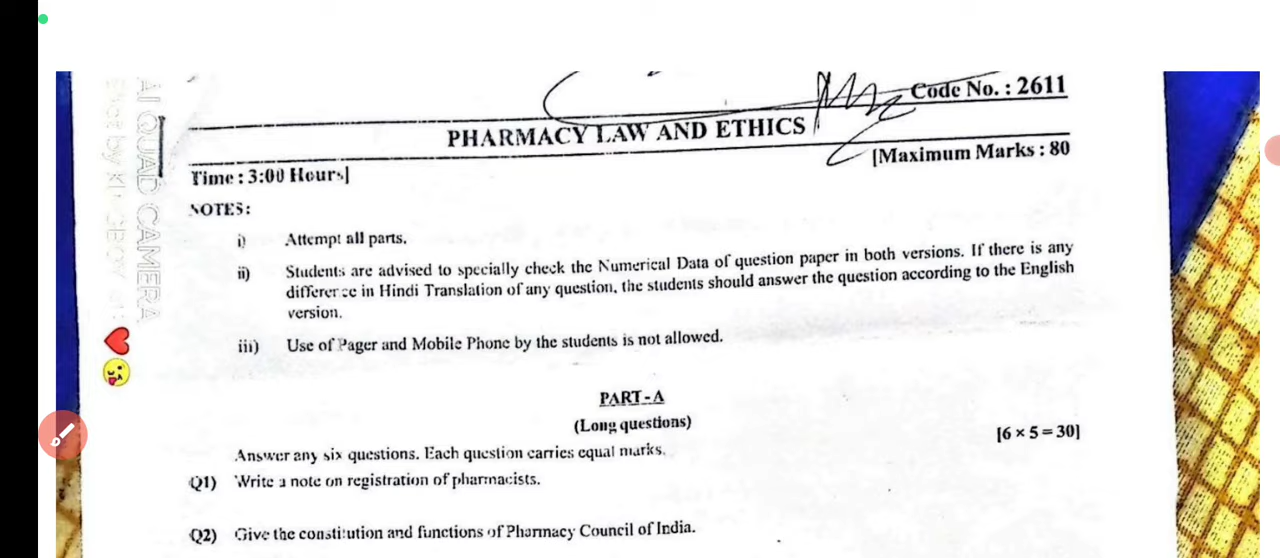 Code No. : 2611
PHARMACY LAW AND ETHICS
Time : 3:00 Hours]
[Maximum Marks : 80
NOTES :
i) Attempt all parts.
ii) Students are advised to specially check the Numerical Data of question paper in both versions. If there is any
difference in Hindi Translation of any question, the students should answer the question according to the English
version.
iii) Use of Pager and Mobile Phone by the students is not allowed.
PART - A
(Long questions)
[6 × 5 = 30]
Answer any six questions. Each question carries equal marks.
Q1) Write a note on registration of pharmacists.
Q2) Give the constitution and functions of Pharmacy Council of India.
AI QUAD CAMERA